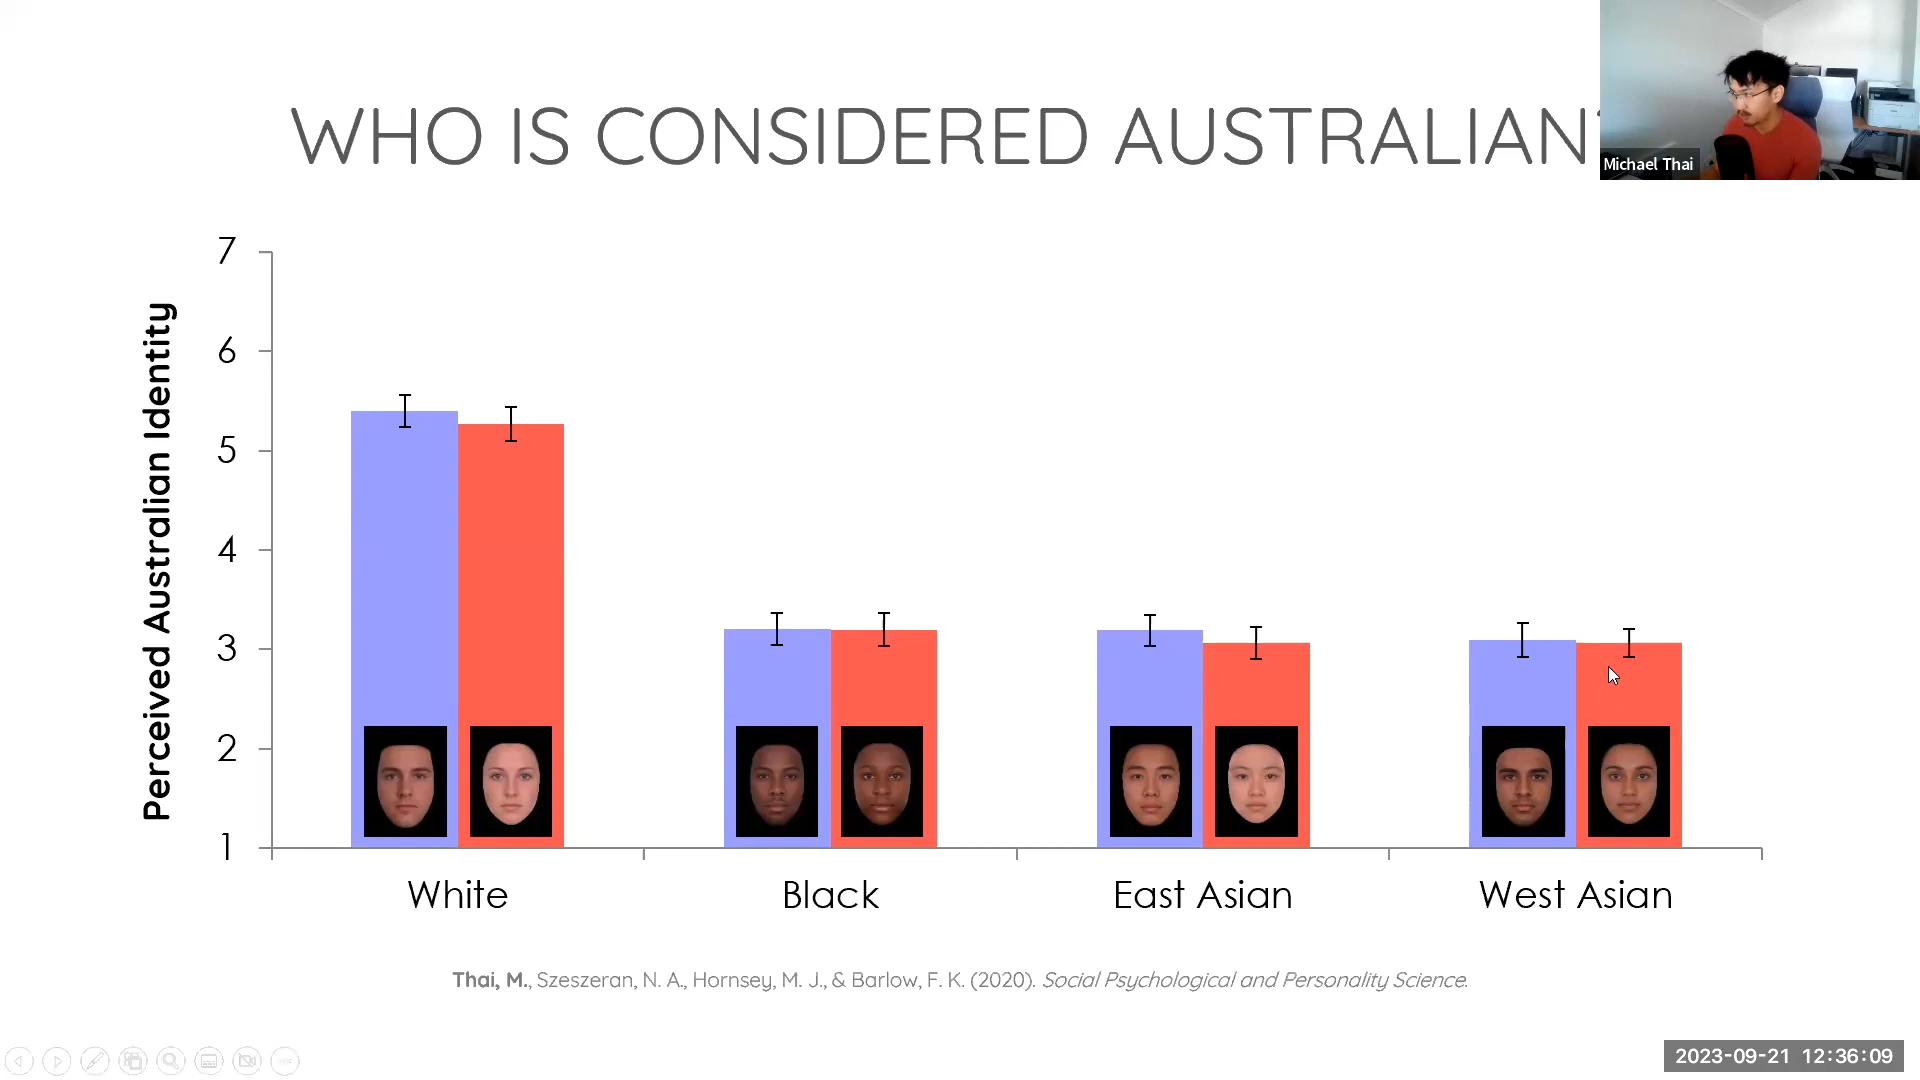 WHO IS CONSIDERED AUSTRALIAN
Michael Thai
Perceived Australian Identity
7
6
5
4
3
2
1
White
Black
East Asian
West Asian
Thai, M., Szeszeran, N. A., Hornsey, M. J., & Barlow, F. K. (2020). Social Psychological and Personality Science.
2023-09-21 12:36:09